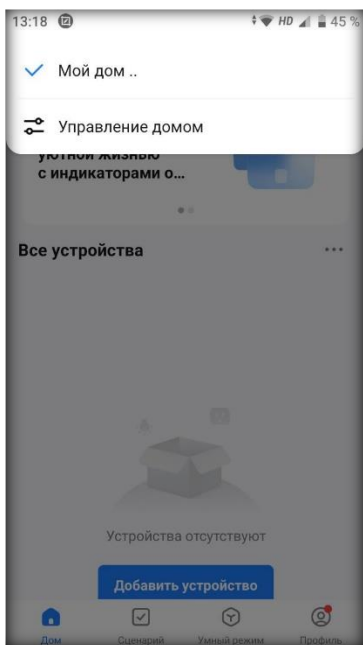 13:18 HD 45 %
Мой дом ..
Управление домом
уютной жизнью
с индикаторами о...
Все устройства
Устройства отсутствуют
Добавить устройство
Дом Сценарий Умный режим Профиль